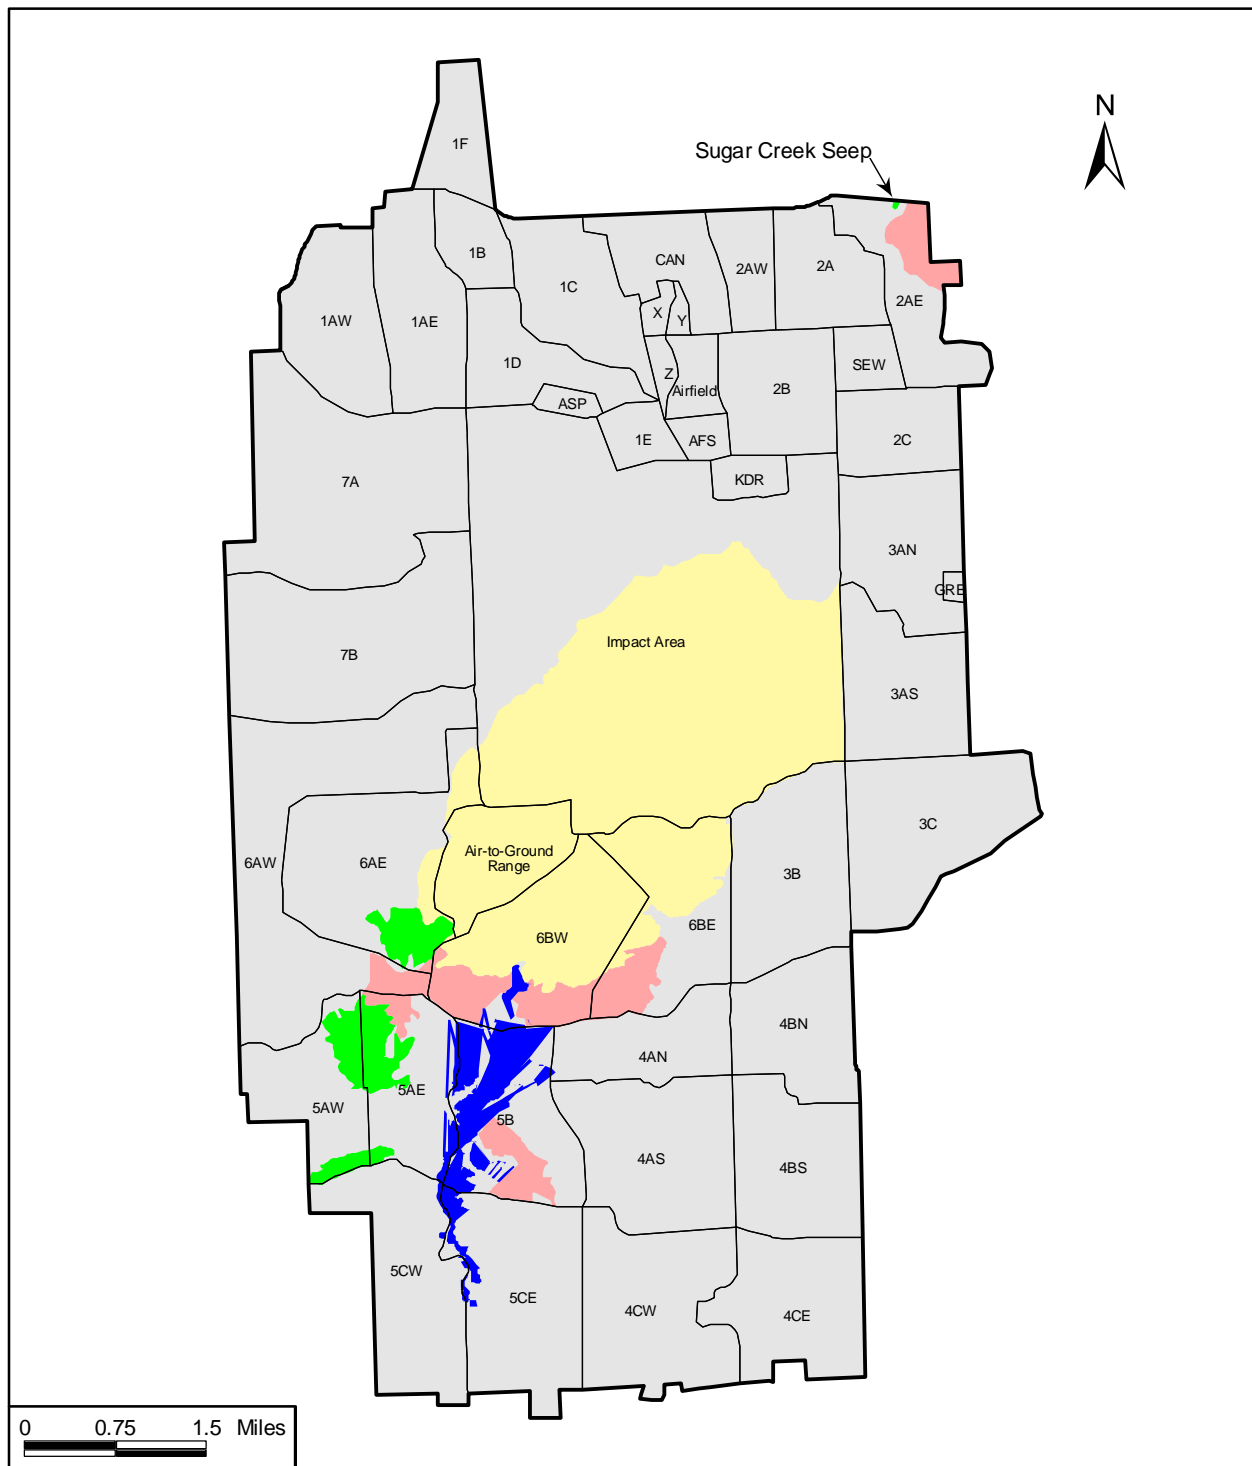 N
1F
Sugar Creek Seep
1B
CAN
2AW
2A
1C
2AE
X
Y
1AW
1AE
1D
SEW
Z
Airfield
2B
ASP
1E
AFS
2C
7A
KDR
3AN
GRE
Impact Area
7B
3AS
3C
Air-to-Ground
Range
6AW
6AE
3B
6BE
6BW
4BN
4AN
5AE
5AW
5B
4AS
4BS
5CW
5CE
4CW
4CE
0 0.75 1.5 Miles